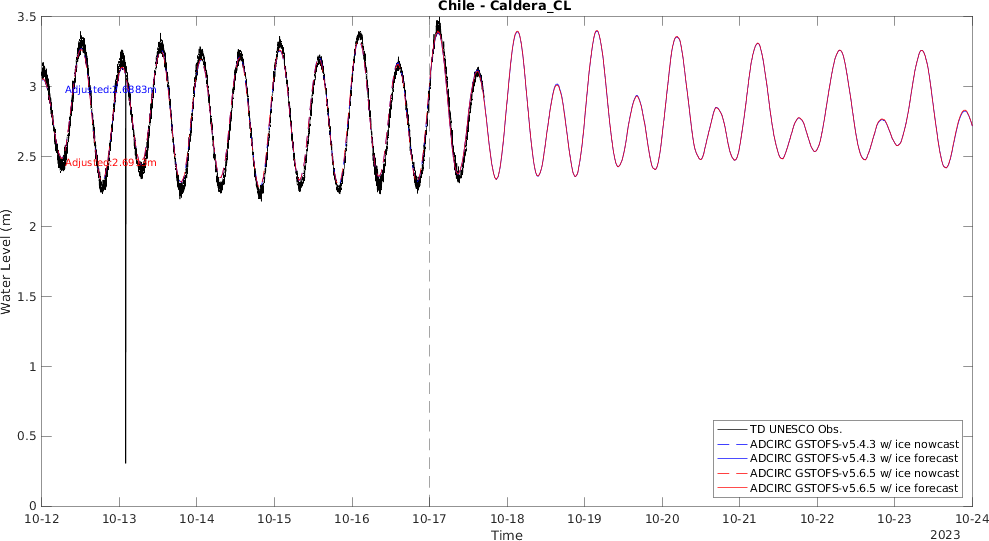 Chile - Caldera_CL
3.5
3
2.5
2
1.5
1
0.5
0
Water Level (m)
10-12
10-13
10-14
10-15
10-16
10-17
10-18
10-19
10-20
10-21
10-22
10-23
10-24
Time
2023
TD UNESCO Obs.
ADCIRC GSTOFS-v5.4.3 w/ ice nowcast
ADCIRC GSTOFS-v5.4.3 w/ ice forecast
ADCIRC GSTOFS-v5.6.5 w/ ice nowcast
ADCIRC GSTOFS-v5.6.5 w/ ice forecast